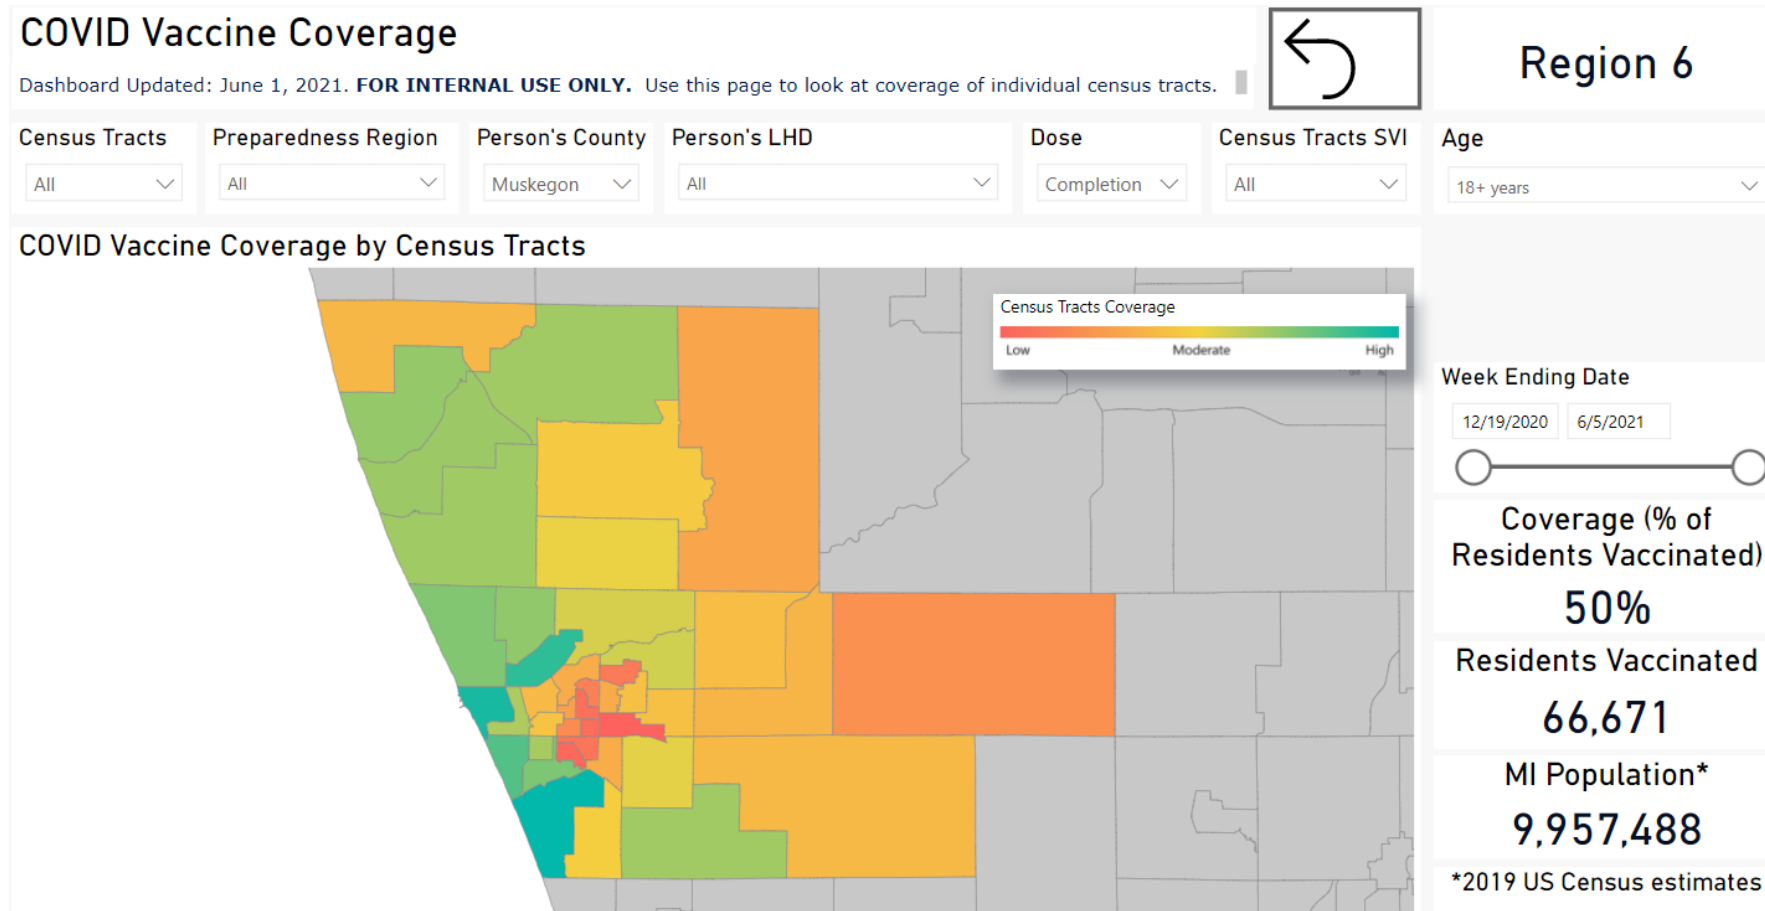 COVID Vaccine Coverage
Dashboard Updated: June 1, 2021. FOR INTERNAL USE ONLY. Use this page to look at coverage of individual census tracts.
Region 6
Census Tracts
All
Preparedness Region
All
Person's County
Muskegon
Person's LHD
All
Dose
Completion
Census Tracts SVI
All
Age
18+ years
COVID Vaccine Coverage by Census Tracts
Census Tracts Coverage
Low Moderate High
Week Ending Date
12/19/2020 6/5/2021
Coverage (% of
Residents Vaccinated)
50%
Residents Vaccinated
66,671
MI Population*
9,957,488
*2019 US Census estimates